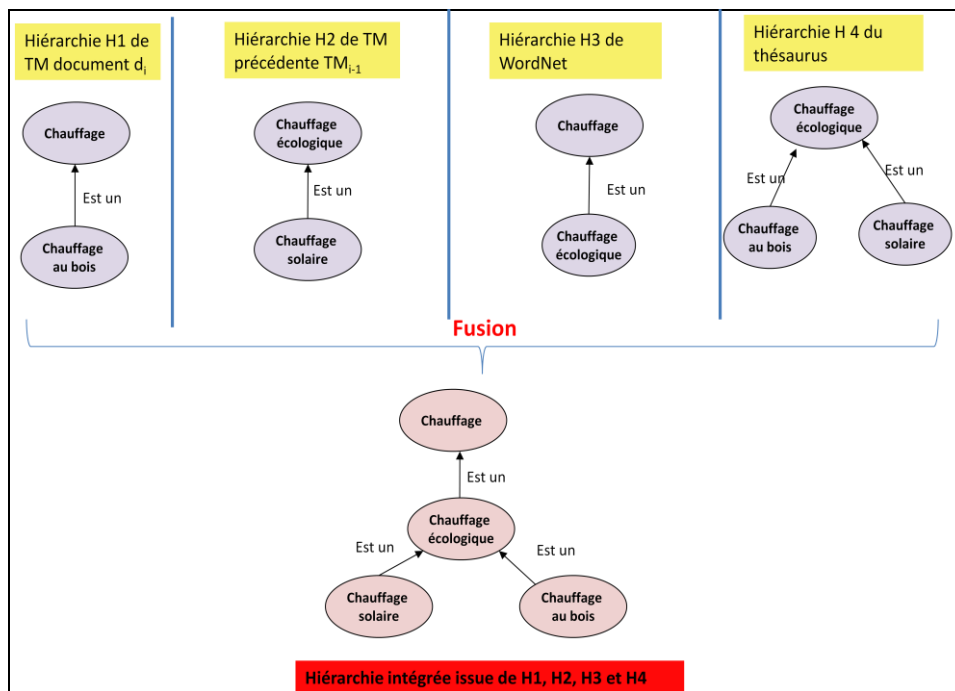 Hiérarchie H1 de
TM document di
Hiérarchie H2 de TM
précédente TMi-1
Hiérarchie H3 de
WordNet
Hiérarchie H 4 du
thésaurus
Chauffage
Est un
Chauffage
au bois
Chauffage
écologique
Est un
Chauffage
solaire
Chauffage
Est un
Chauffage
écologique
Chauffage
écologique
Est un
Est un
Chauffage
au bois
Chauffage
solaire
Fusion
Chauffage
Est un
Chauffage
écologique
Est un
Est un
Chauffage
solaire
Chauffage
au bois
Hiérarchie intégrée issue de H1, H2, H3 et H4